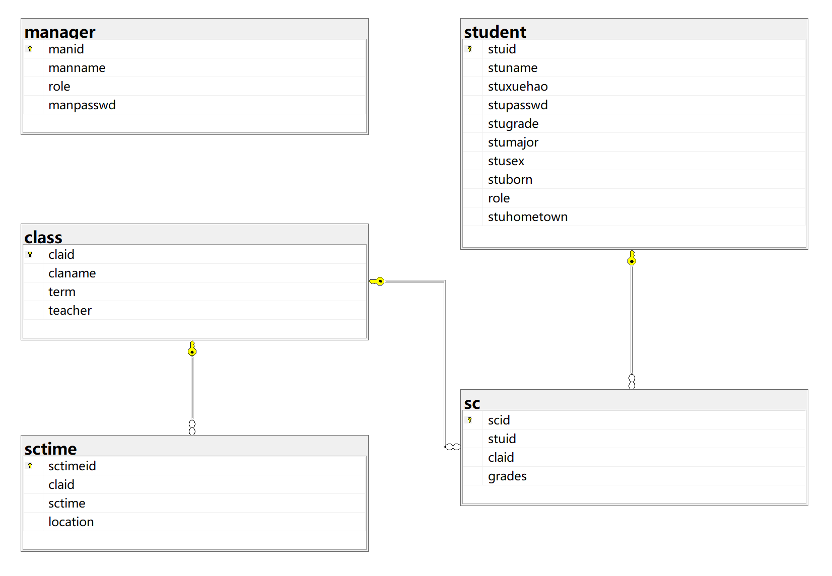 manager
manid
manname
role
manpasswd
student
stuid
stuname
stuxuehao
stupasswd
stugrade
stumajor
stusex
stuborn
role
stuhometown
class
claid
claname
term
teacher
sctime
sctimeid
claid
sctime
location
sc
scid
stuid
claid
grades